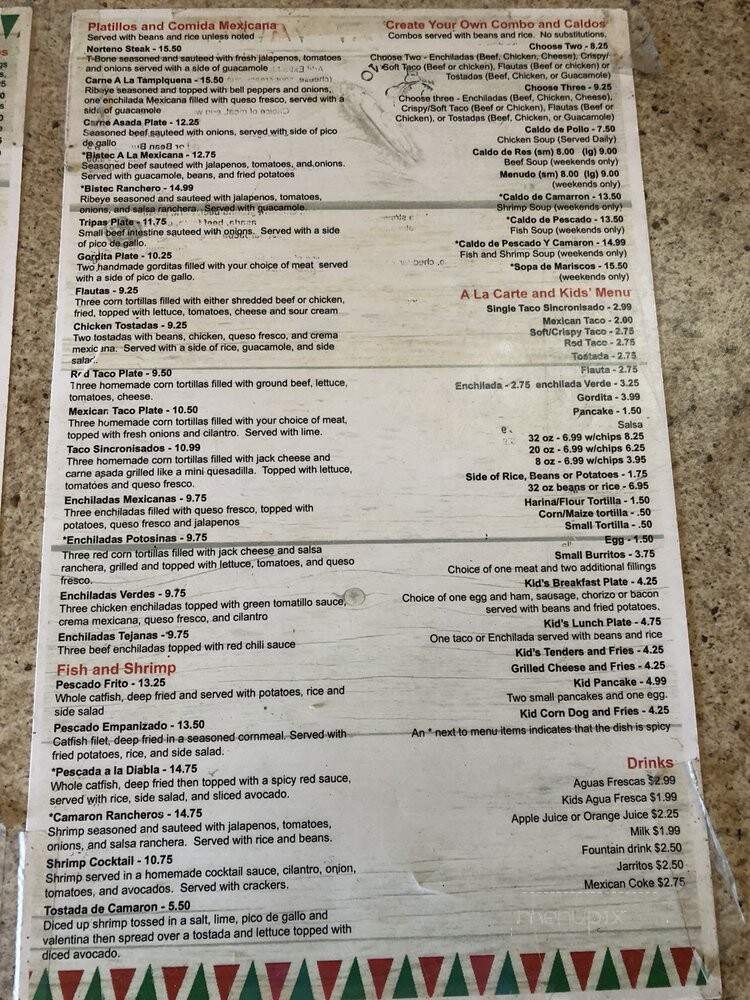 Platillos and Comida Mexicana
Served with beans and rice unless noted
Norteno Steak - 15.50
T-Bone seasoned and sauteed with fresh jalapenos, tomatoes
and onions served with a side of guacamole
Carne A La Tampiquena - 15.50
Ribeye seasoned and topped with bell peppers and onions,
one enchilada Mexicana filled with queso fresco, served with a
side of guacamole
Carne Asada Plate - 12.25
Seasoned beef sauteed with onions, served with side of pico
de gallo
*Bistec A La Mexicana - 12.75
Seasoned beef sauteed with jalapenos, tomatoes, and onions.
Served with guacamole, beans, and fried potatoes
*Bistec Ranchero - 14.99
Ribeye seasoned and sauteed with jalapenos, tomatoes,
onions, and salsa ranchera. Served with guacamole
Tripas Plate - 11.75
Small beef intestine sauteed with onions. Served with a side
of pico de gallo.
Gordita Plate - 10.25
Two handmade gorditas filled with your choice of meat served
with a side of pico de gallo.
Flautas - 9.25
Three corn tortillas filled with either shredded beef or chicken,
fried, topped with lettuce, tomatoes, cheese and sour cream
Chicken Tostadas - 9.25
Two tostadas with beans, chicken, queso fresco, and crema
mexicana. Served with a side of rice, guacamole, and side
salad.
Red Taco Plate - 9.50
Three homemade corn tortillas filled with ground beef, lettuce,
tomatoes, cheese.
Mexican Taco Plate - 10.50
Three homemade corn tortillas filled with your choice of meat,
topped with fresh onions and cilantro. Served with lime.
Taco Sincronisados - 10.99
Three homemade corn tortillas filled with jack cheese and
carne asada grilled like a mini quesadilla. Topped with lettuce,
tomatoes and queso fresco.
Enchiladas Mexicanas - 9.75
Three enchiladas filled with queso fresco, topped with
potatoes, queso fresco and jalapenos
*Enchiladas Potosinas - 9.75
Three red corn tortillas filled with jack cheese and salsa
ranchera, grilled and topped with lettuce, tomatoes, and queso
fresco.
Enchiladas Verdes - 9.75
Three chicken enchiladas topped with green tomatillo sauce,
crema mexicana, queso fresco, and cilantro
Enchiladas Tejanas - 9.75
Three beef enchiladas topped with red chili sauce
Fish and Shrimp
Pescado Frito - 13.25
Whole catfish, deep fried and served with potatoes, rice and
side salad
Pescado Empanizado - 13.50
Catfish filet, deep fried in a seasoned cornmeal. Served with
fried potatoes, rice, and side salad.
*Pescada a la Diabla - 14.75
Whole catfish, deep fried then topped with a spicy red sauce,
served with rice, side salad, and sliced avocado.
*Camaron Rancheros - 14.75
Shrimp seasoned and sauteed with jalapenos, tomatoes,
onions, and salsa ranchera. Served with rice and beans.
Shrimp Cocktail - 10.75
Shrimp served in a homemade cocktail sauce, cilantro, onion,
tomatoes, and avocados. Served with crackers.
Tostada de Camaron - 5.50
Diced up shrimp tossed in a salt, lime, pico de gallo and
valentina then spread over a tostada and lettuce topped with
diced avocado.
Create Your Own Combo and Caldos
Combos served with beans and rice. No substitutions.
Choose Two - 8.25
Choose Two - Enchiladas (Beef, Chicken, Cheese), Crispy/
Soft Taco (Beef or chicken), Flautas (Beef or chicken) or
Tostadas (Beef, Chicken, or Guacamole)
Choose Three - 9.25
Choose three - Enchiladas (Beef, Chicken, Cheese),
Crispy/Soft Taco (Beef or Chicken), Flautas (Beef or
Chicken), or Tostadas (Beef, Chicken, or Guacamole)
Caldo de Pollo - 7.50
Chicken Soup (Served Daily)
Caldo de Res (sm) 8.00 (lg) 9.00
Beef Soup (weekends only)
Menudo (sm) 8.00 (lg) 9.00
(weekends only)
*Caldo de Camarron - 13.50
Shrimp Soup (weekends only)
*Caldo de Pescado - 13.50
Fish Soup (weekends only)
*Caldo de Pescado Y Camaron - 14.99
Fish and Shrimp Soup (weekends only)
*Sopa de Mariscos - 15.50
(weekends only)
A La Carte and Kids' Menu
Single Taco Sincronisado - 2.99
Mexican Taco - 2.00
Soft/Crispy Taco - 2.75
Red Taco - 2.75
Tostada - 2.75
Flauta - 2.75
Enchilada - 2.75 enchilada Verde - 3.25
Gordita - 3.99
Pancake - 1.50
Salsa
32 oz - 6.99 w/chips 8.25
20 oz - 6.99 w/chips 6.25
8 oz - 6.99 w/chips 3.95
Side of Rice, Beans or Potatoes - 1.75
32 oz beans or rice - 6.95
Harina/Flour Tortilla - 1.50
Corn/Maize tortilla - .50
Small Tortilla - .50
Egg - 1.50
Small Burritos - 3.75
Choice of one meat and two additional fillings
Kid's Breakfast Plate - 4.25
Choice of one egg and ham, sausage, chorizo or bacon
served with beans and fried potatoes.
Kid's Lunch Plate - 4.75
One taco or Enchilada served with beans and rice
Kid's Tenders and Fries - 4.25
Grilled Cheese and Fries - 4.25
Kid Pancake - 4.99
Two small pancakes and one egg.
Kid Corn Dog and Fries - 4.25
An * next to menu items indicates that the dish is spicy
Drinks
Aguas Frescas $2.99
Kids Agua Fresca $1.99
Apple Juice or Orange Juice $2.25
Milk $1.99
Fountain drink $2.50
Jarritos $2.50
Mexican Coke $2.75
menupix